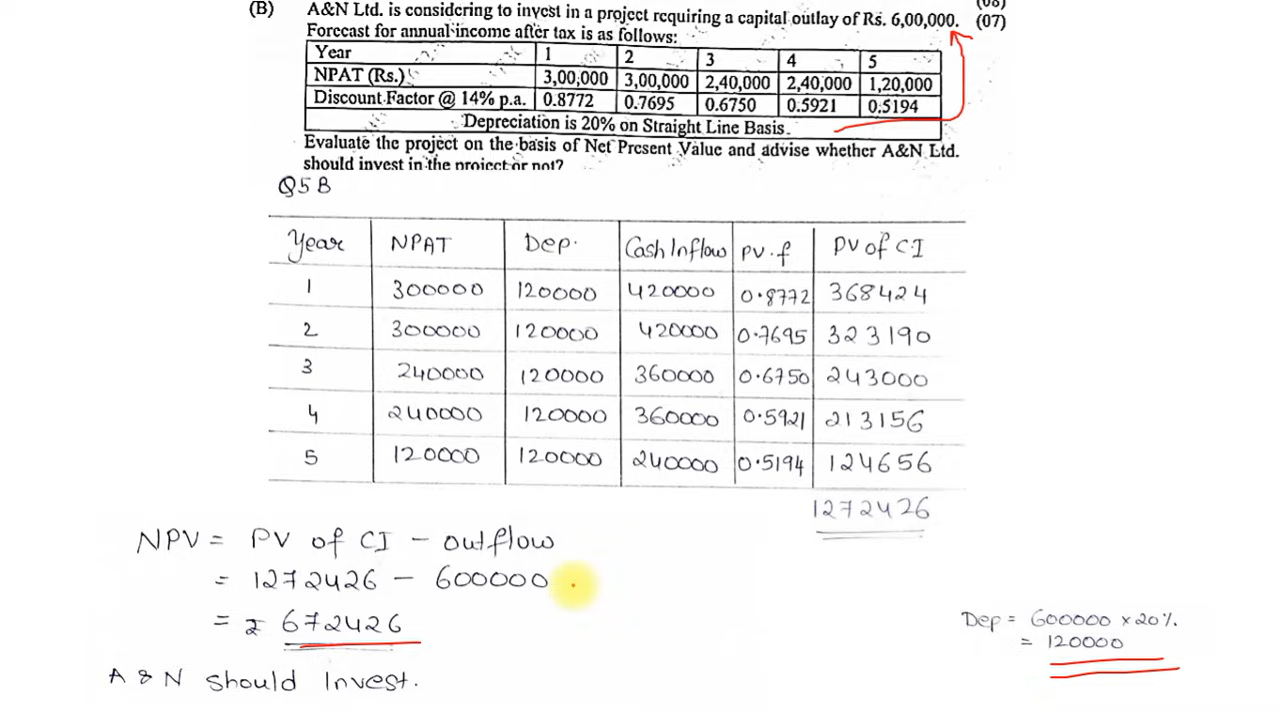 (08)
(B) A&N Ltd. is considering to invest in a project requiring a capital outlay of Rs. 6,00,000. (07)
Forecast for annual income after tax is as follows:
Year 1 2 3 4 5
NPAT (Rs.) 3,00,000 3,00,000 2,40,000 2,40,000 1,20,000
Discount Factor @ 14% p.a. 0.8772 0.7695 0.6750 0.5921 0.5194
Depreciation is 20% on Straight Line Basis.
Evaluate the project on the basis of Net Present Value and advise whether A&N Ltd.
should invest in the project or not?
Q5B
Year NPAT Dep. Cash Inflow PV.f PV of CI
1 300000 120000 420000 0.8772 368424
2 300000 120000 420000 0.7695 323190
3 240000 120000 360000 0.6750 243000
4 240000 120000 360000 0.5921 213156
5 120000 120000 240000 0.5194 124656
1272426
NPV = PV of CI - outflow
= 1272426 - 600000
= ₹ 672426
A & N should Invest.
Dep = 600000 x 20%.
= 120000